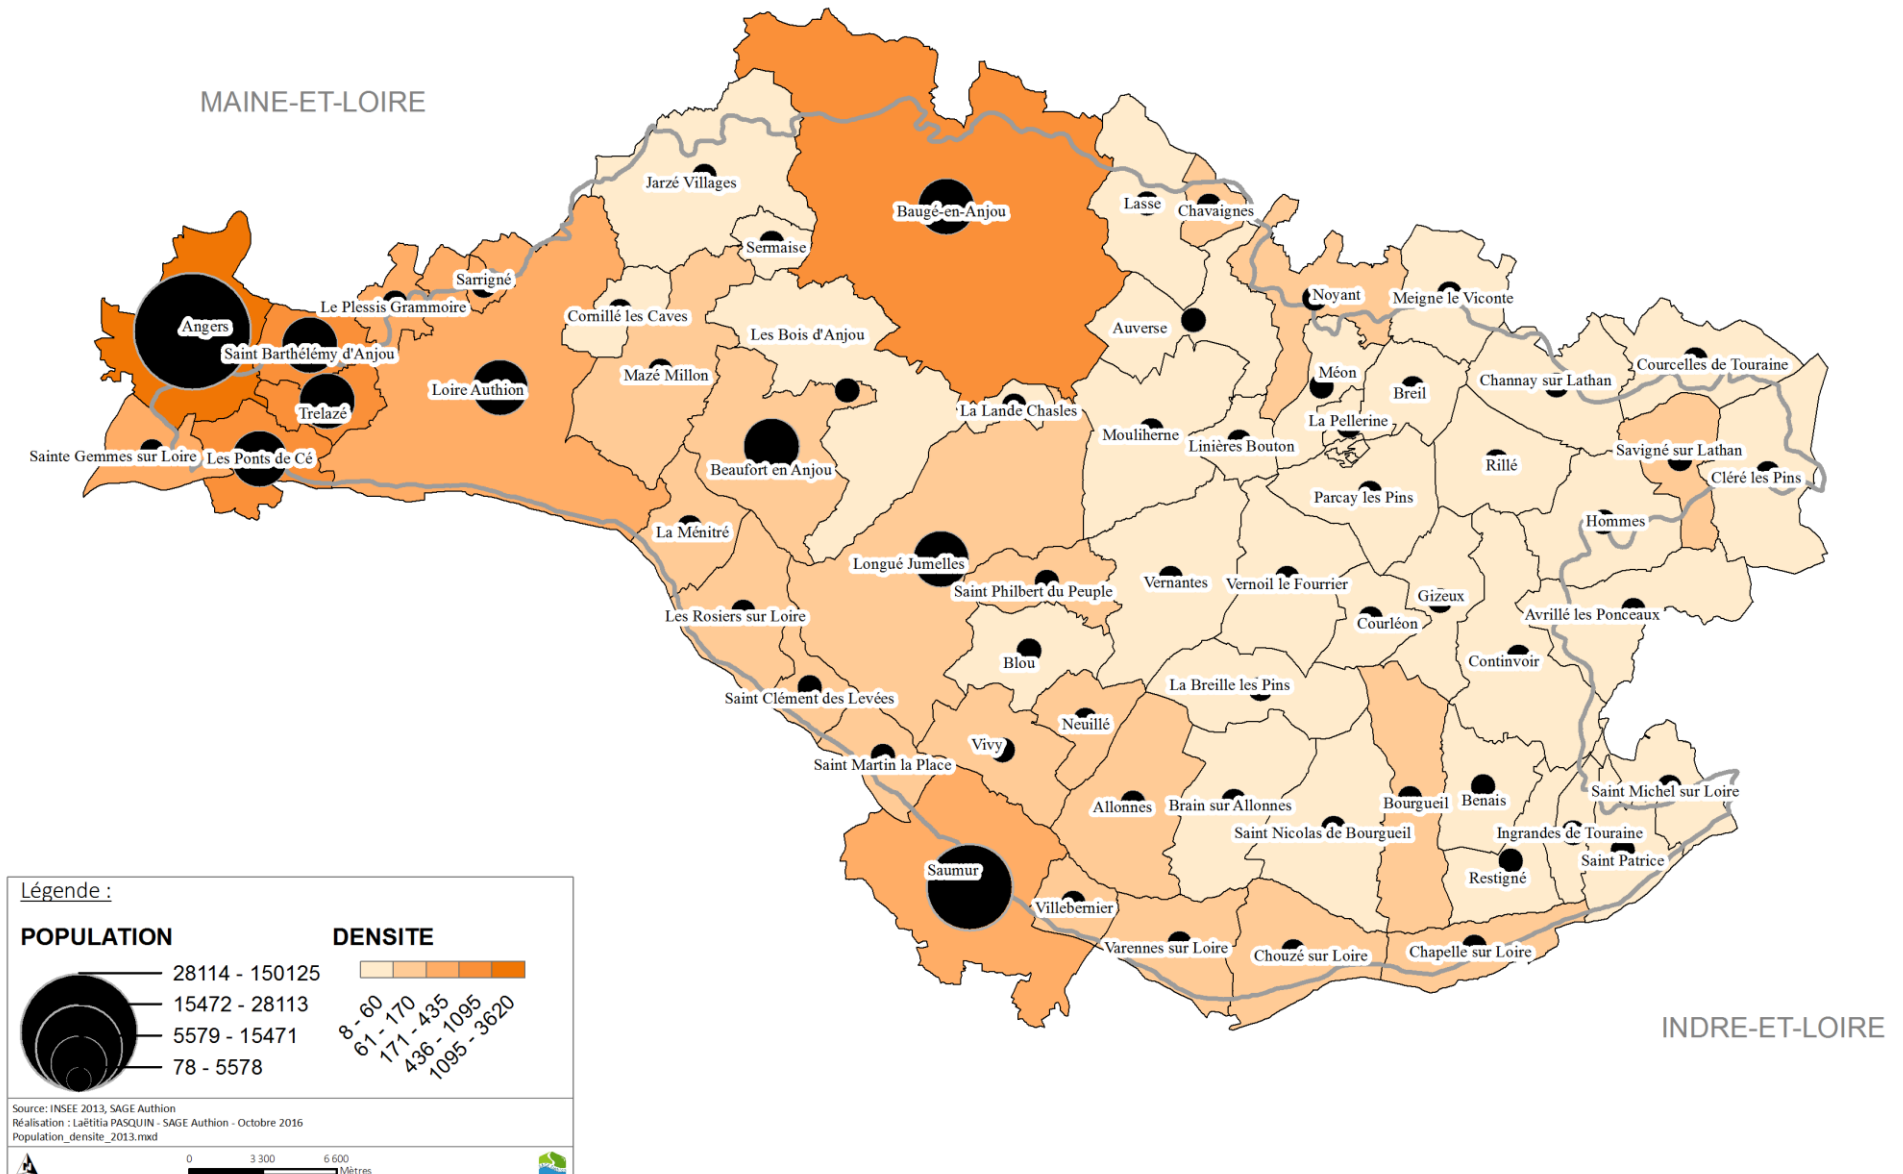 MAINE-ET-LOIRE
Jarzé Villages
Baugé-en-Anjou
Lasse
Chavaignes
Sermaise
Sarrigné
Le Plessis Grammoire
Cornillé les Caves
Noyant
Meigne le Viconte
Angers
Saint Barthélémy d'Anjou
Les Bois d'Anjou
Auverse
Loire Authion
Mazé Millon
Méon
Breil
Channay sur Lathan
Courcelles de Touraine
Trelazé
La Lande Chasles
La Pellerine
Mouliherne
Linières Bouton
Sainte Gemmes sur Loire
Les Ponts de Cé
Beaufort en Anjou
Rillé
Savigné sur Lathan
Cléré les Pins
Parcay les Pins
La Ménitré
Hommes
Longué Jumelles
Saint Philbert du Peuple
Vernantes
Vernoil le Fourrier
Gizeux
Les Rosiers sur Loire
Courléon
Avrillé les Ponceaux
Blou
Continvoir
La Breille les Pins
Saint Clément des Levées
Neuillé
Vivy
Saint Martin la Place
Allonnes
Brain sur Allonnes
Bourgueil
Benais
Saint Michel sur Loire
Saint Nicolas de Bourgueil
Ingrandes de Touraine
Saint Patrice
Saumur
Restigné
Villebernier
Varennes sur Loire
Chouzé sur Loire
Chapelle sur Loire
INDRE-ET-LOIRE
Légende :
POPULATION
28114 - 150125
15472 - 28113
5579 - 15471
78 - 5578
DENSITE
8 - 60
61 - 170
171 - 435
436 - 1095
1095 - 3620
Source: INSEE 2013, SAGE Authion
Réalisation : Laëtitia PASQUIN - SAGE Authion - Octobre 2016
Population_densite_2013.mxd
0 3 300 6 600
Mètres